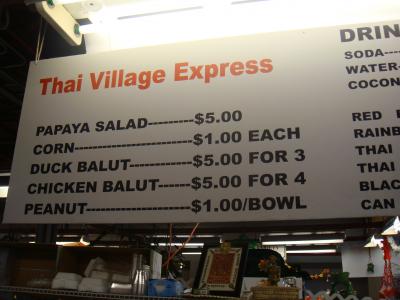 Thai Village Express
PAPAYA SALAD---------$5.00
CORN------------------------$1.00 EACH
DUCK BALUT-------------$5.00 FOR 3
CHICKEN BALUT------$5.00 FOR 4
PEANUT---------------------$1.00/BOWL
DRIN
SODA---
WATER-
COCON
RED
RAINB
THAI
THAI
BLAC
CAN